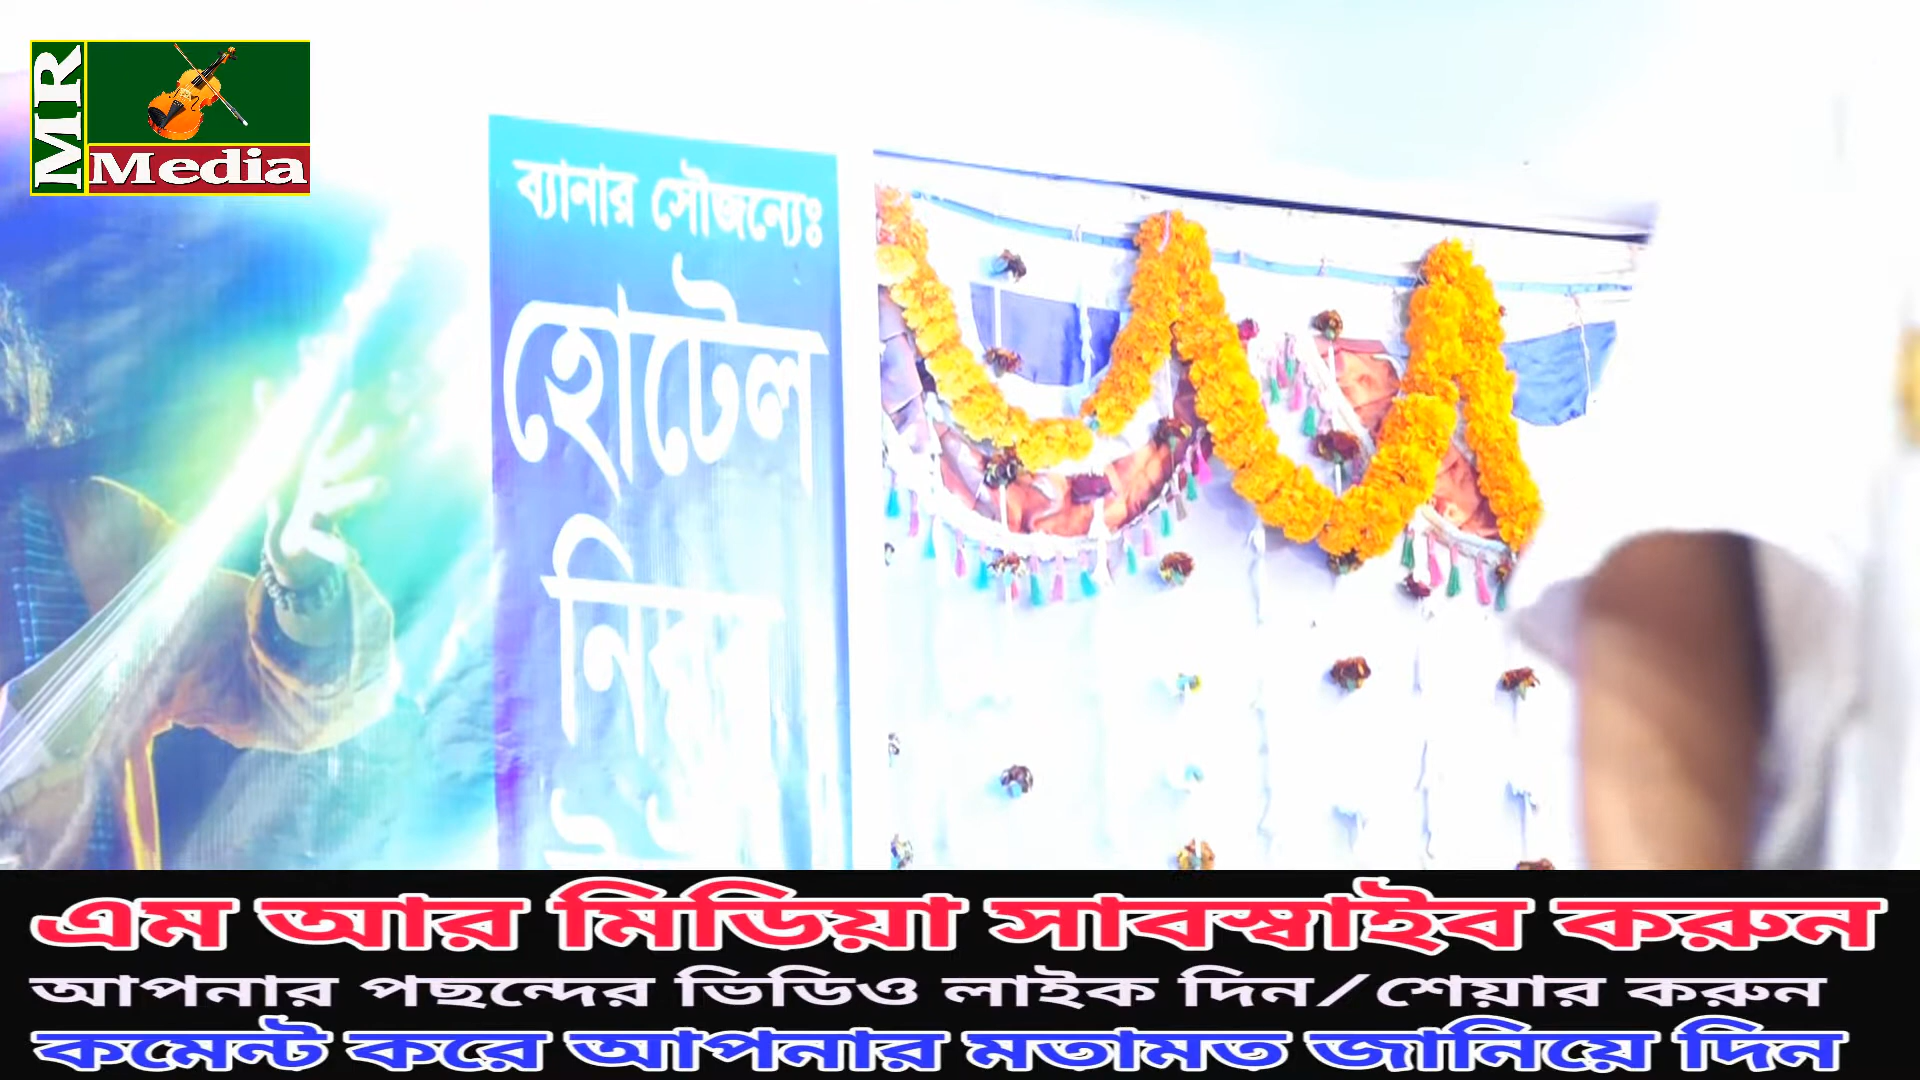 MR
Media
ব্যানার সৌজন্যেঃ
হোটেল
এম আর মিডিয়া সাবস্বাইব করুন
আপনার পছন্দের ভিডিও লাইক দিন/শেয়ার করুন
কমেন্ট করে আপনার মতামত জানিয়ে দিন